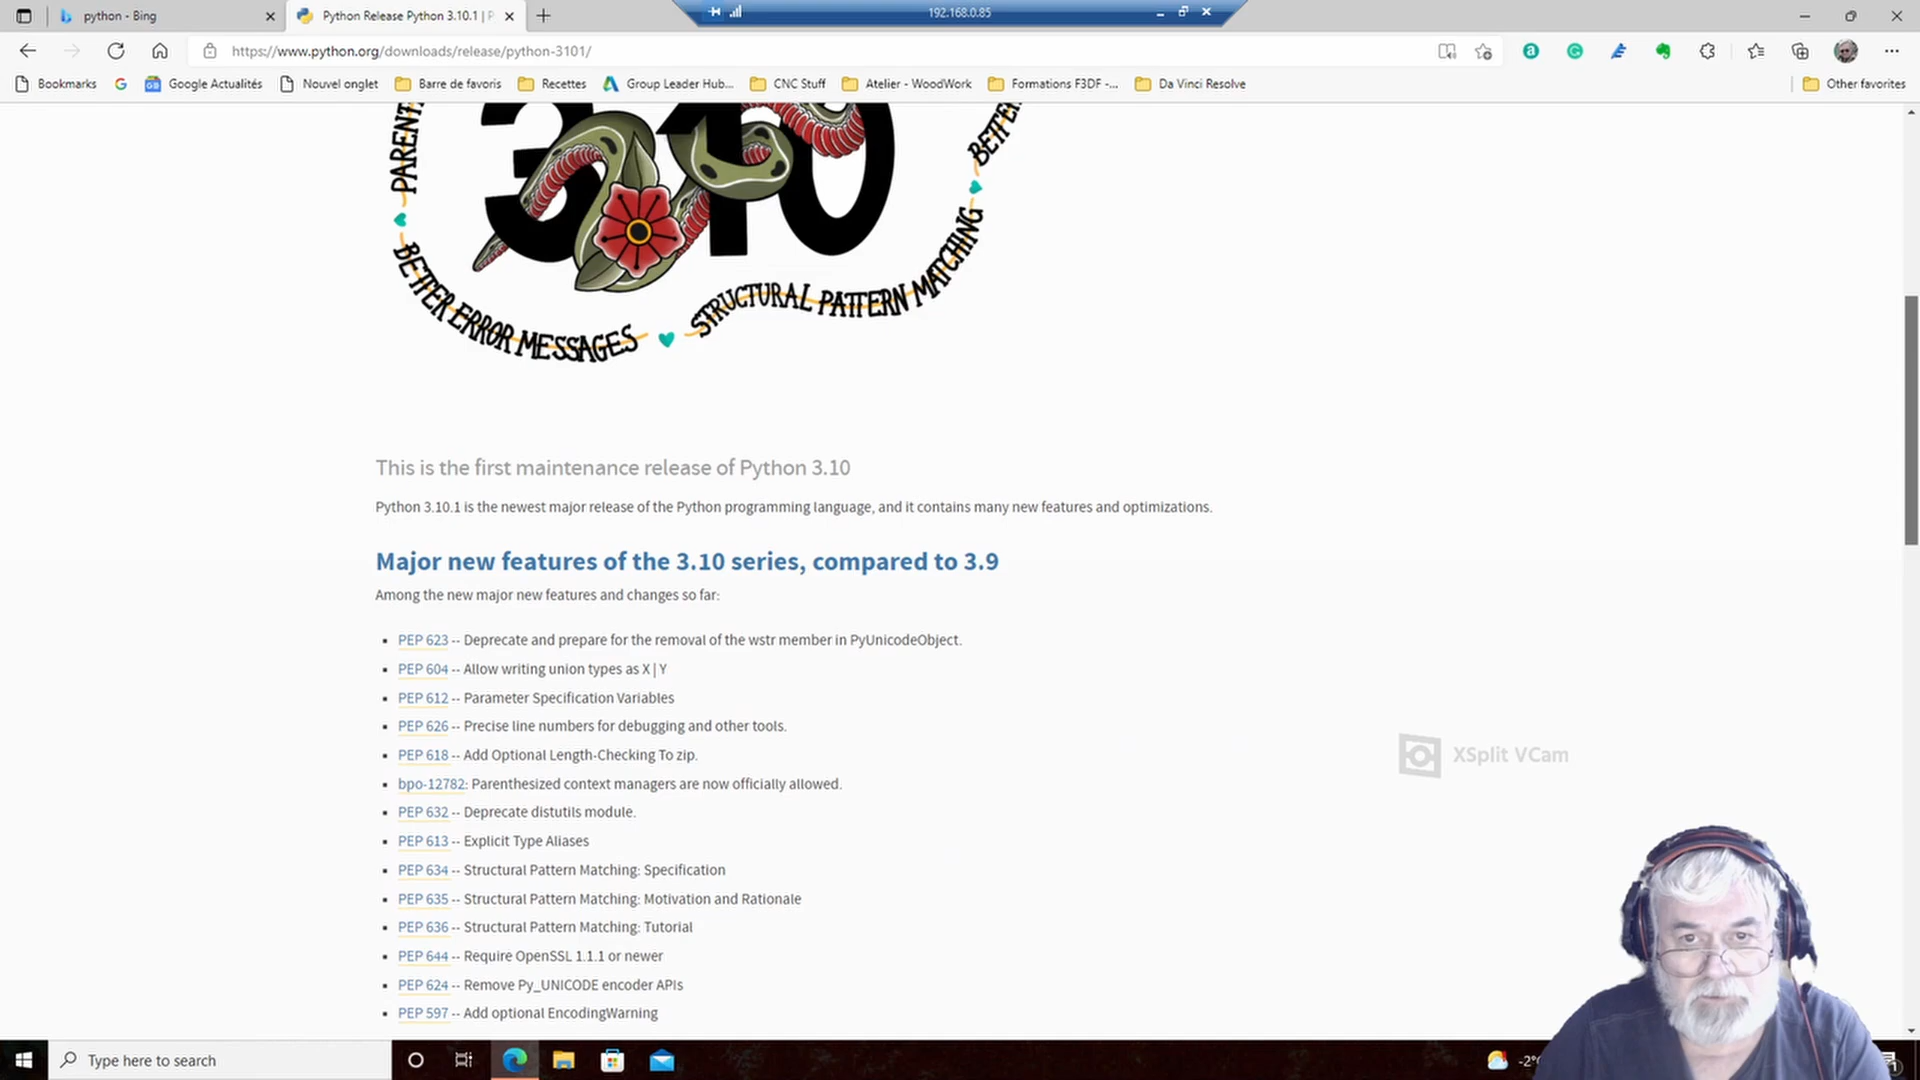 python - Bing
Python Release Python 3.10.1 | P
192.168.0.85
https://www.python.org/downloads/release/python-3101/
Bookmarks
Google Actualités
Nouvel onglet
Barre de favoris
Recettes
Group Leader Hub...
CNC Stuff
Atelier - WoodWork
Formations F3DF -...
Da Vinci Resolve
Other favorites
3.10
PARENT
BETTER
BETTER ERROR MESSAGES
STRUCTURAL PATTERN MATCHING
This is the first maintenance release of Python 3.10
Python 3.10.1 is the newest major release of the Python programming language, and it contains many new features and optimizations.
Major new features of the 3.10 series, compared to 3.9
Among the new major new features and changes so far:
PEP 623 -- Deprecate and prepare for the removal of the wstr member in PyUnicodeObject.
PEP 604 -- Allow writing union types as X | Y
PEP 612 -- Parameter Specification Variables
PEP 626 -- Precise line numbers for debugging and other tools.
PEP 618 -- Add Optional Length-Checking To zip.
bpo-12782: Parenthesized context managers are now officially allowed.
PEP 632 -- Deprecate distutils module.
PEP 613 -- Explicit Type Aliases
PEP 634 -- Structural Pattern Matching: Specification
PEP 635 -- Structural Pattern Matching: Motivation and Rationale
PEP 636 -- Structural Pattern Matching: Tutorial
PEP 644 -- Require OpenSSL 1.1.1 or newer
PEP 624 -- Remove Py_UNICODE encoder APIs
PEP 597 -- Add optional EncodingWarning
XSplit VCam
Type here to search
-2°